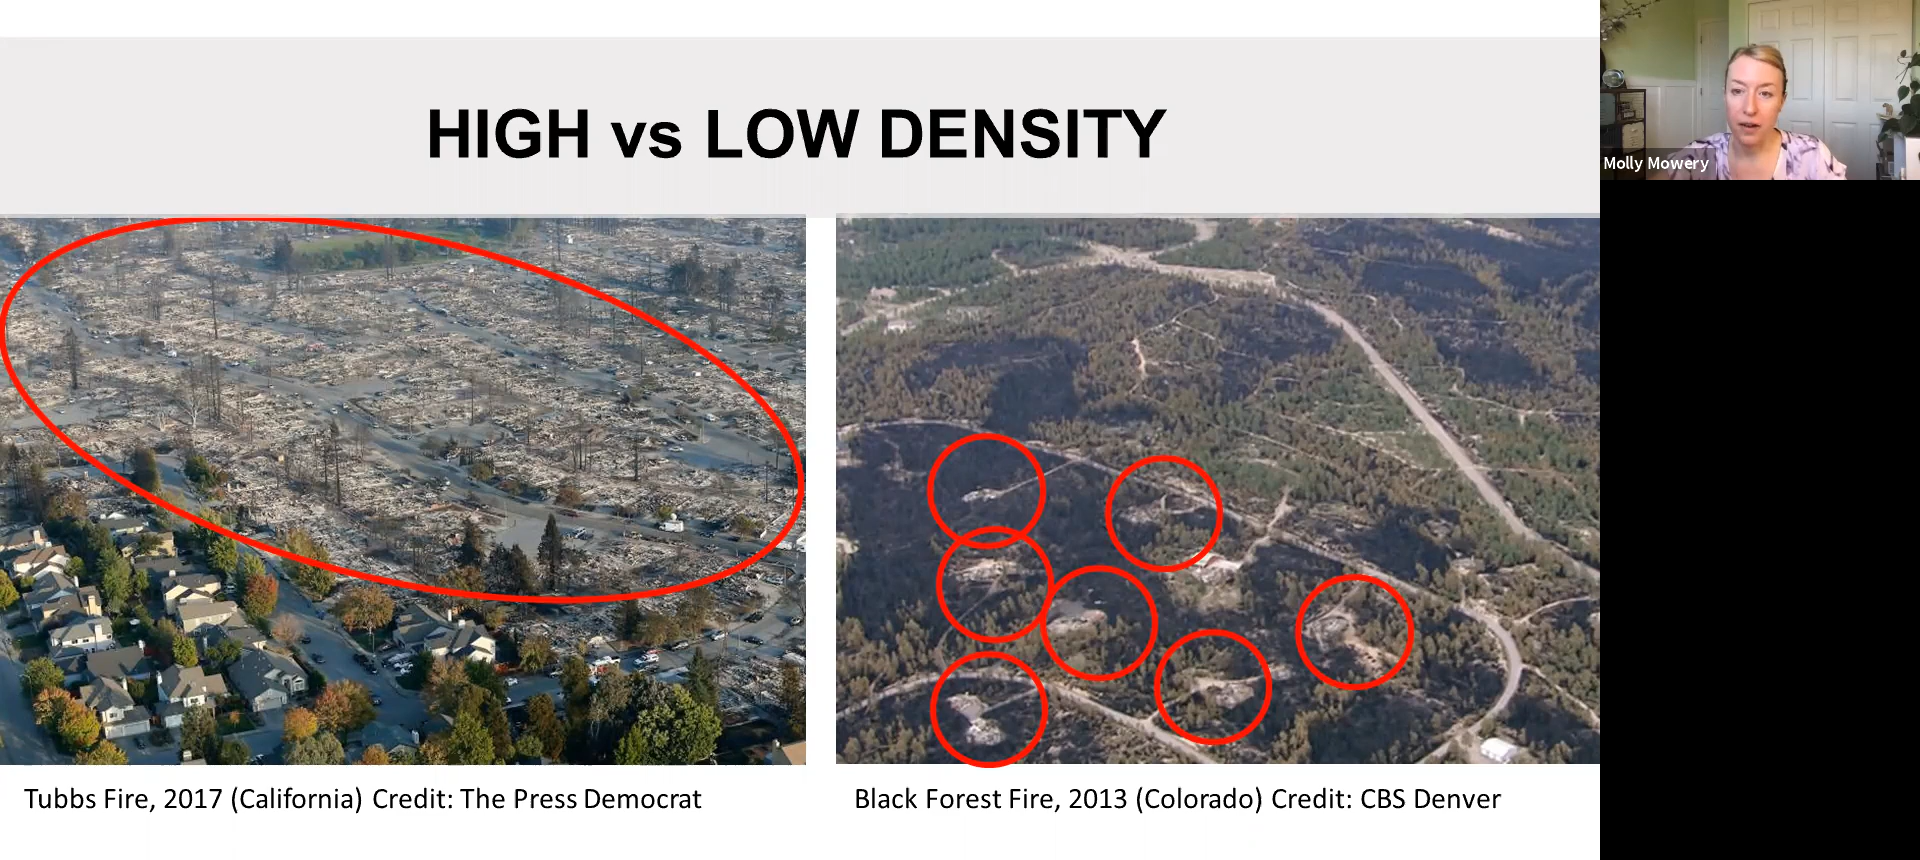 HIGH vs LOW DENSITY
Molly Mowery
Tubbs Fire, 2017 (California) Credit: The Press Democrat
Black Forest Fire, 2013 (Colorado) Credit: CBS Denver